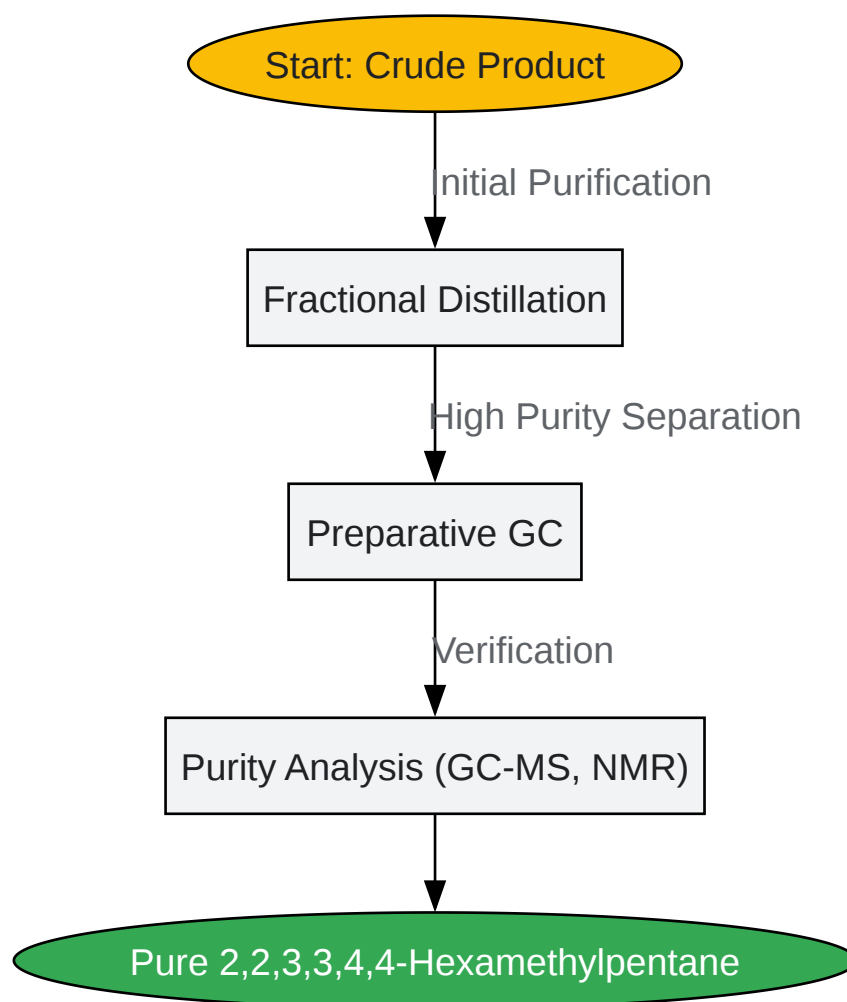 Start: Crude Product
Initial Purification
Fractional Distillation
High Purity Separation
Preparative GC
Verification
Purity Analysis (GC-MS, NMR)
Pure 2,2,3,3,4,4-Hexamethylpentane